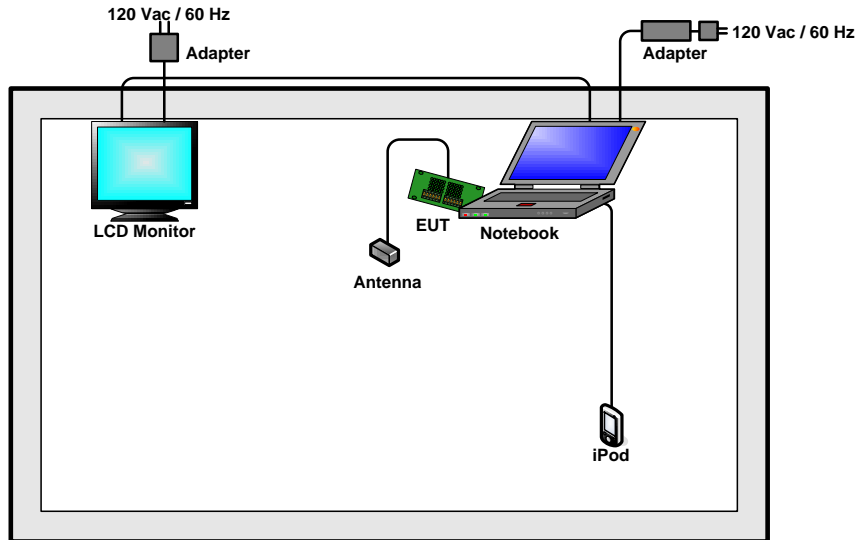 120 Vac / 60 Hz
Adapter
120 Vac / 60 Hz
Adapter
LCD Monitor
EUT
Notebook
Antenna
iPod